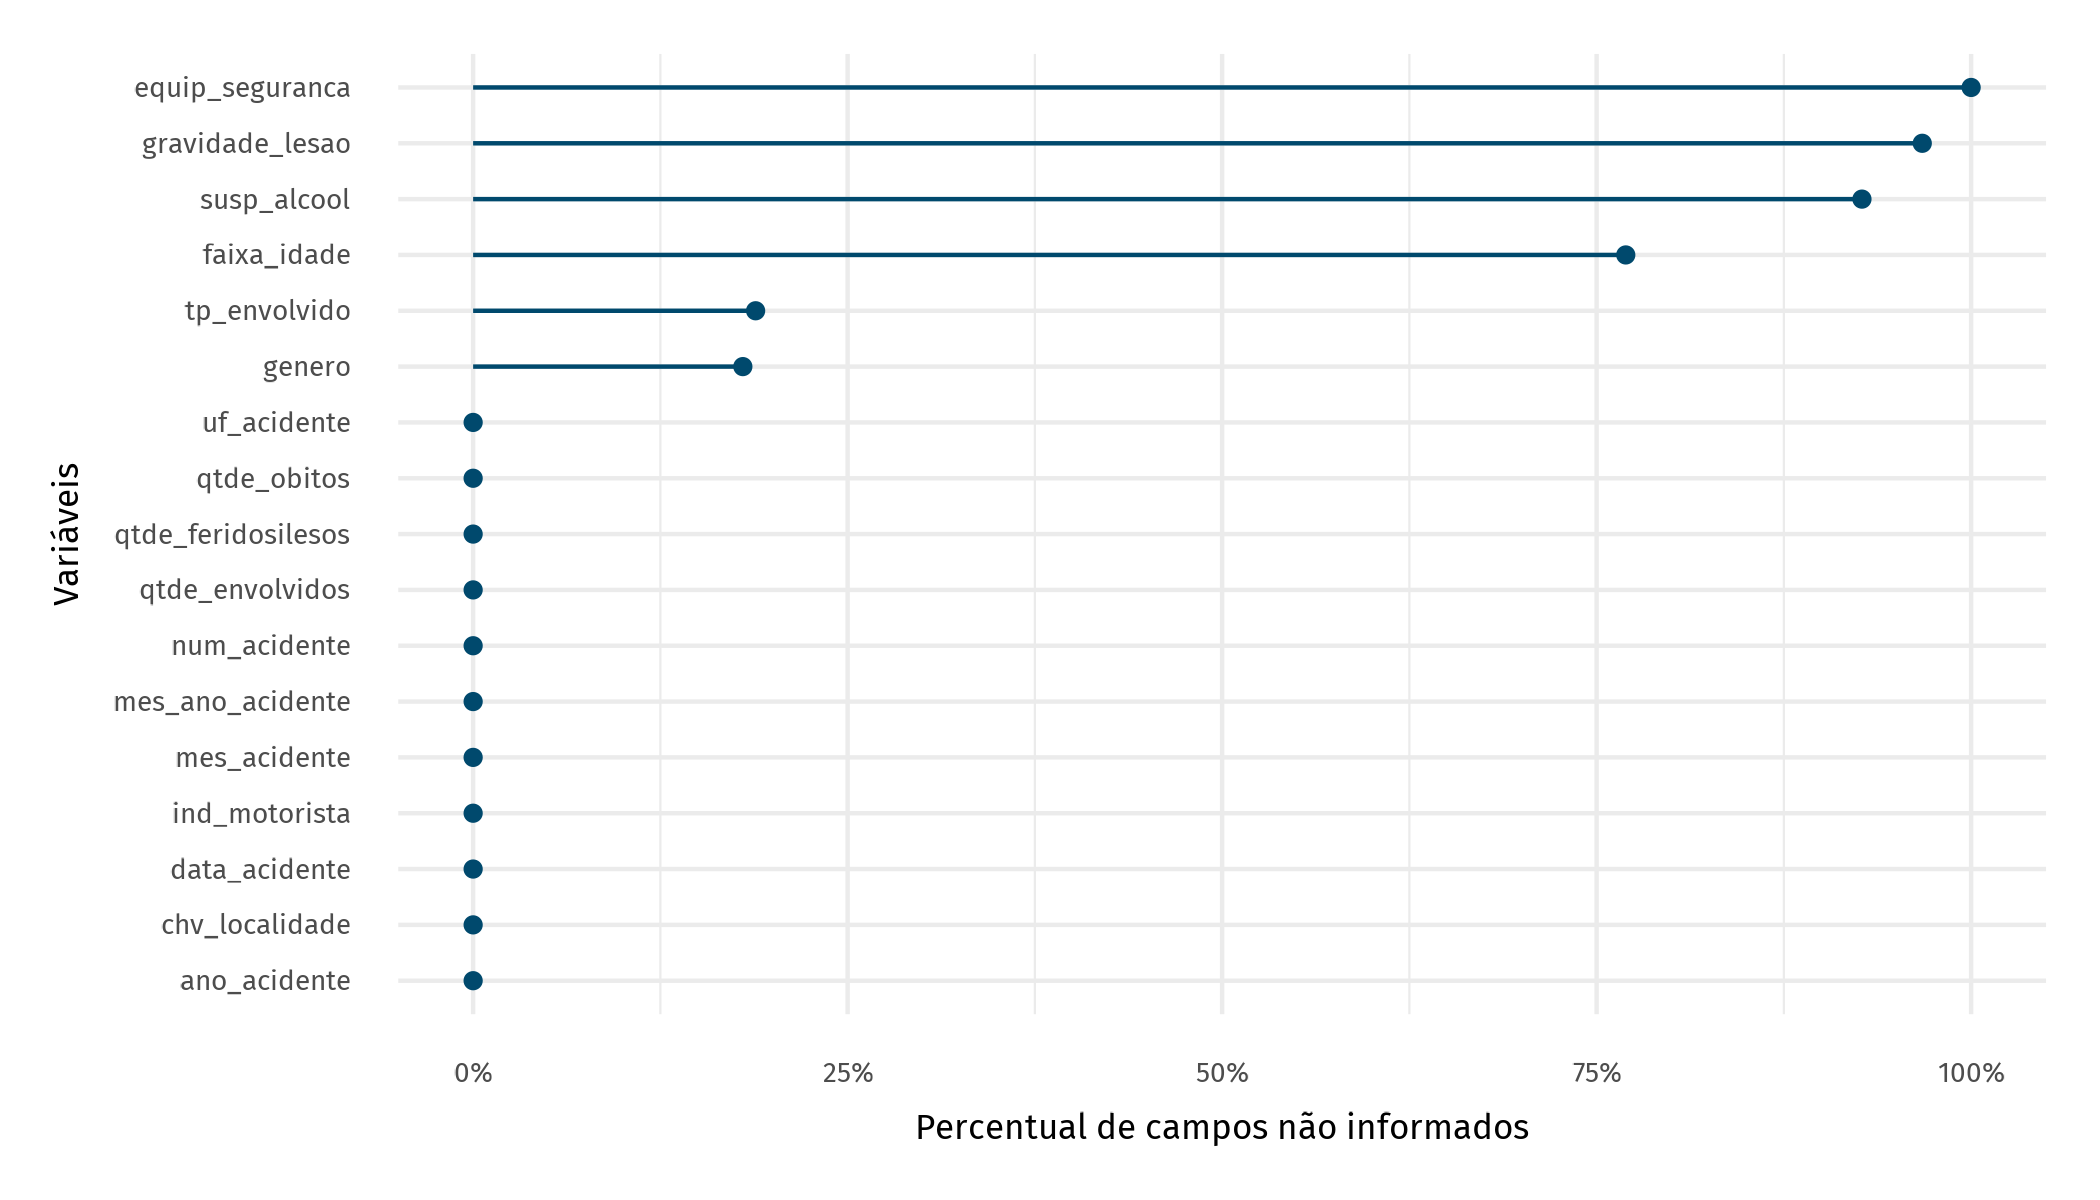 equip_seguranca
gravidade_lesao
susp_alcool
faixa_idade
tp_envolvido
genero
uf_acidente
qtde_obitos
qtde_feridosilesos
qtde_envolvidos
num_acidente
mes_ano_acidente
mes_acidente
ind_motorista
data_acidente
chv_localidade
ano_acidente
Variáveis
0% 25% 50% 75% 100%
Percentual de campos não informados